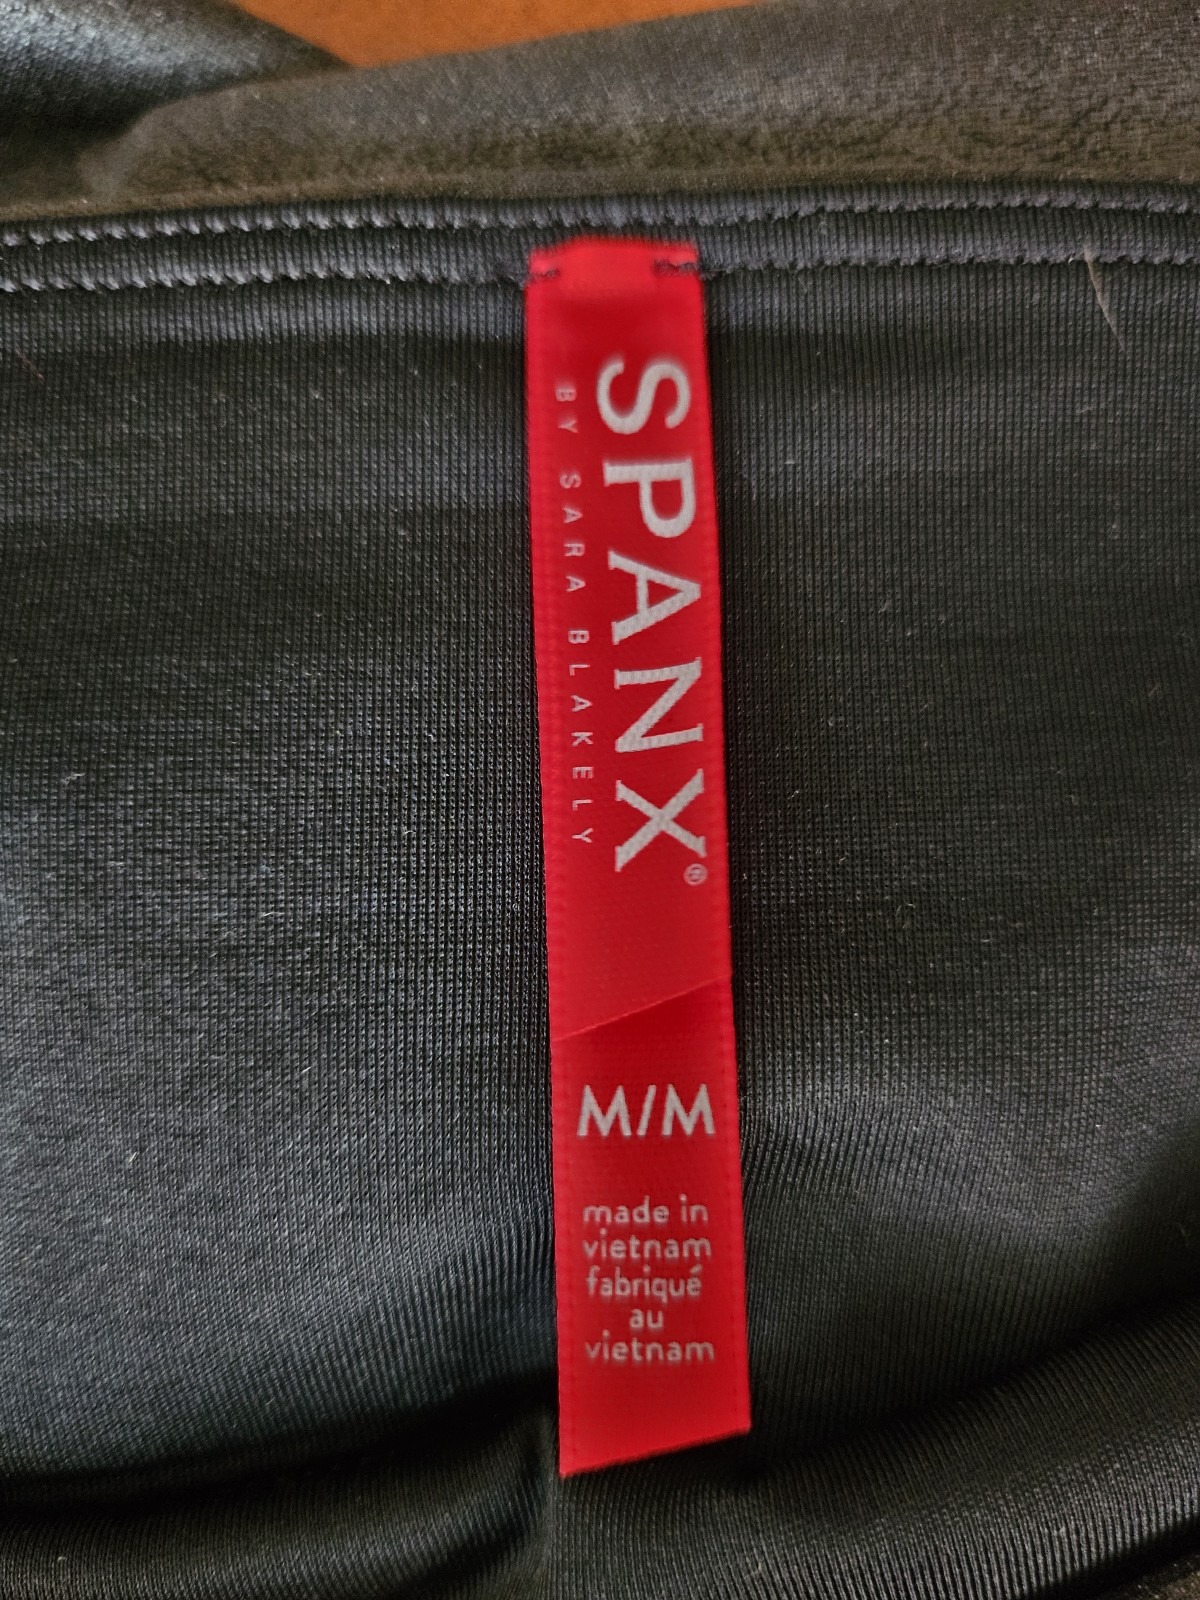 SPANX®
BY SARA BLAKELY
M/M
made in
vietnam
fabriqué
au
vietnam